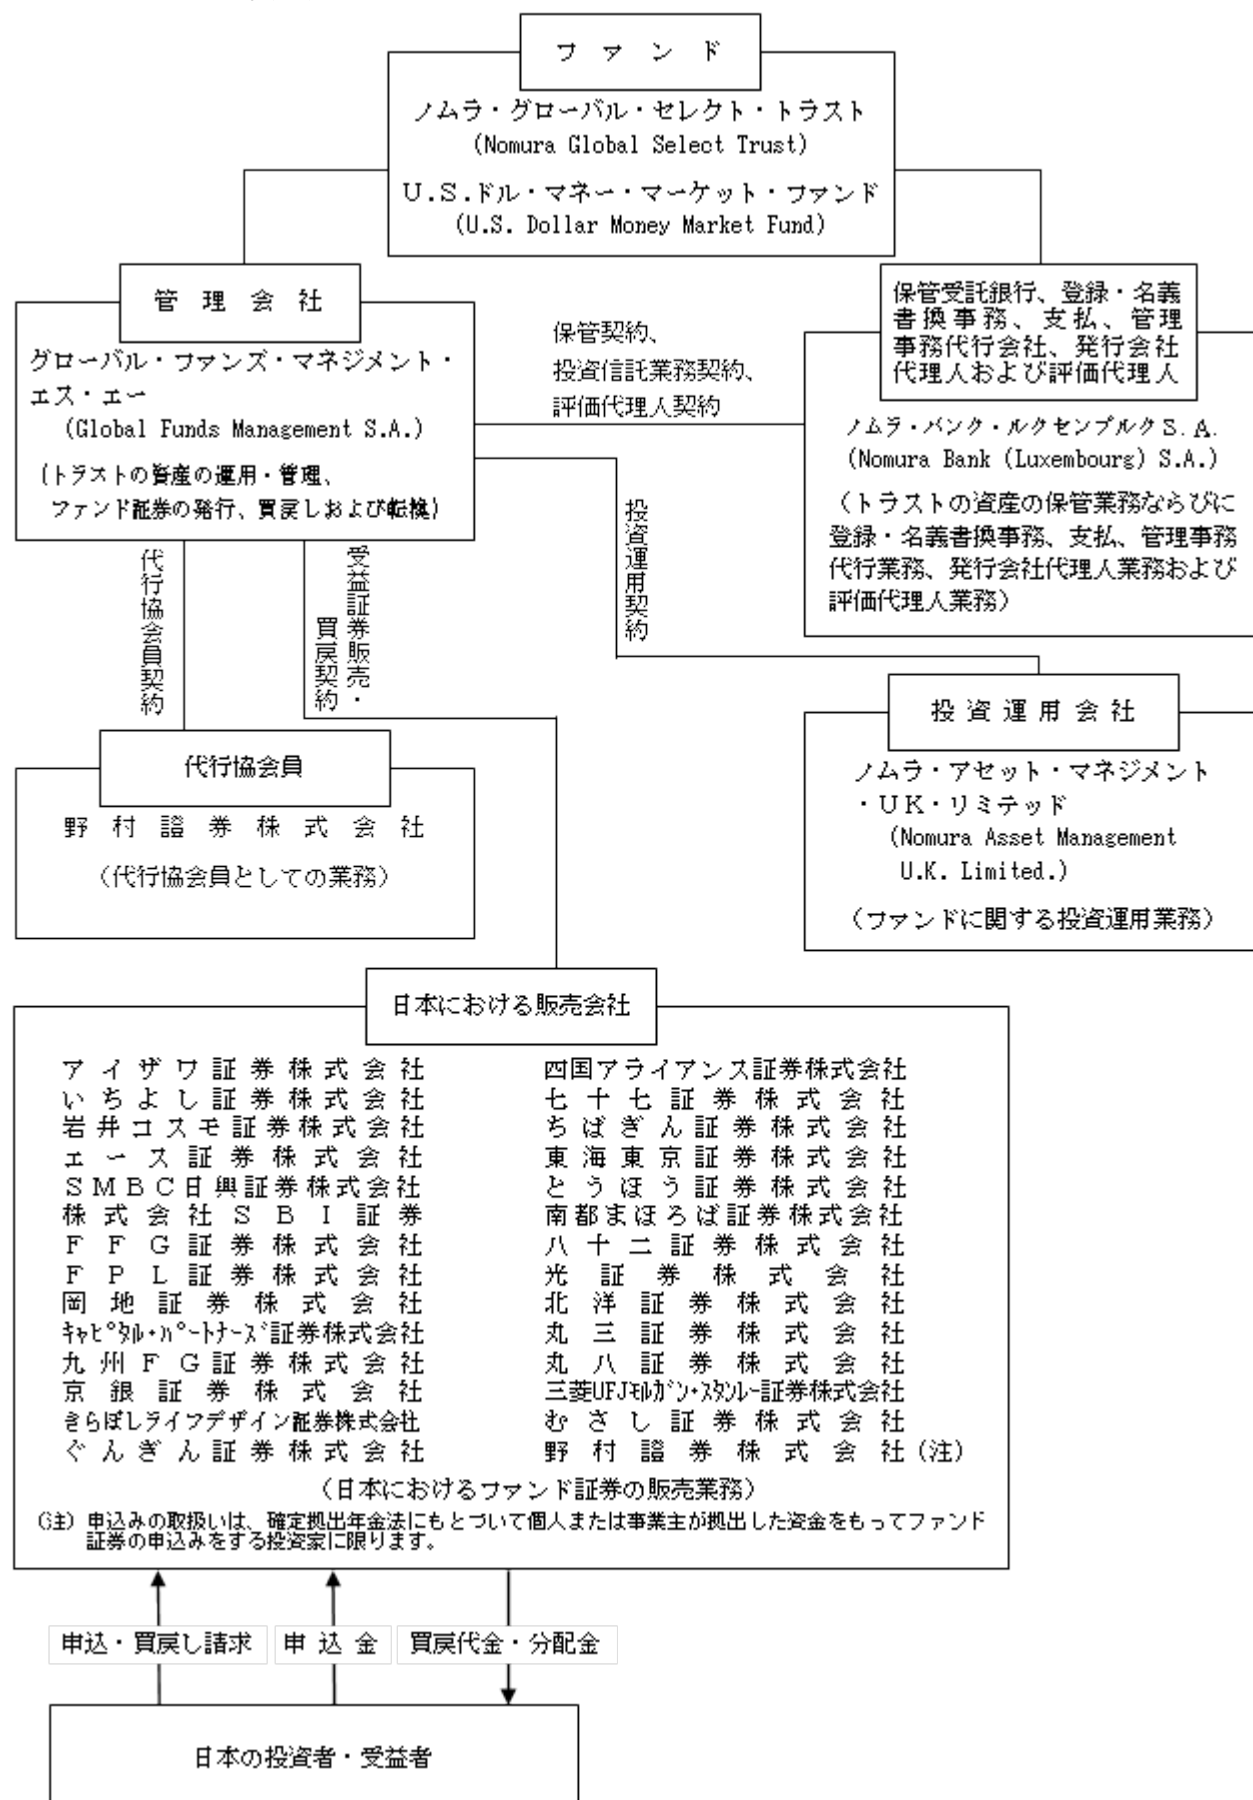 ファンド
ノムラ・グローバル・セレクト・トラスト
(Nomura Global Select Trust)
U.S.ドル・マネー・マーケット・ファンド
(U.S. Dollar Money Market Fund)
管理会社
グローバル・ファンズ・マネジメント・
エス・エー
(Global Funds Management S.A.)
(トラストの資産の運用・管理、
ファンド証券の発行、買戻しおよび転換)
保管契約、
投資信託業務契約、
評価代理人契約
保管受託銀行、登録・名義
書換事務、支払、管理
事務代行会社、発行会社
代理人および評価代理人
ノムラ・バンク・ルクセンブルクS.A.
(Nomura Bank (Luxembourg) S.A.)
(トラストの資産の保管業務ならびに
登録・名義書換事務、支払、管理事務
代行業務、発行会社代理人業務および
評価代理人業務)
代行協会員契約
受益証券販売・
買戻契約
投資運用契約
代行協会員
野村證券株式会社
(代行協会員としての業務)
投資運用会社
ノムラ・アセット・マネジメント
・UK・リミテッド
(Nomura Asset Management
U.K. Limited.)
(ファンドに関する投資運用業務)
日本における販売会社
アイザワ証券株式会社
いちよし証券株式会社
岩井コスモ証券株式会社
エース証券株式会社
SMBC日興証券株式会社
株式会社SBI証券
FFG証券株式会社
FPL証券株式会社
岡地証券株式会社
キャピタル・パートナーズ証券株式会社
九州FG証券株式会社
京銀証券株式会社
きらぼしライフデザイン証券株式会社
ぐんぎん証券株式会社
四国アライアンス証券株式会社
七十七証券株式会社
ちばぎん証券株式会社
東海東京証券株式会社
とうほう証券株式会社
南都まほろば証券株式会社
八十二証券株式会社
光証券株式会社
北洋証券株式会社
丸三証券株式会社
丸八証券株式会社
三菱UFJモルガン・スタンレー証券株式会社
むさし証券株式会社
野村證券株式会社(注)
(日本におけるファンド証券の販売業務)
(注) 申込みの取扱いは、確定拠出年金法にもとづいて個人または事業主が拠出した資金をもってファンド
証券の申込みをする投資家に限ります。
申込・買戻し請求
申込金
買戻代金・分配金
日本の投資者・受益者